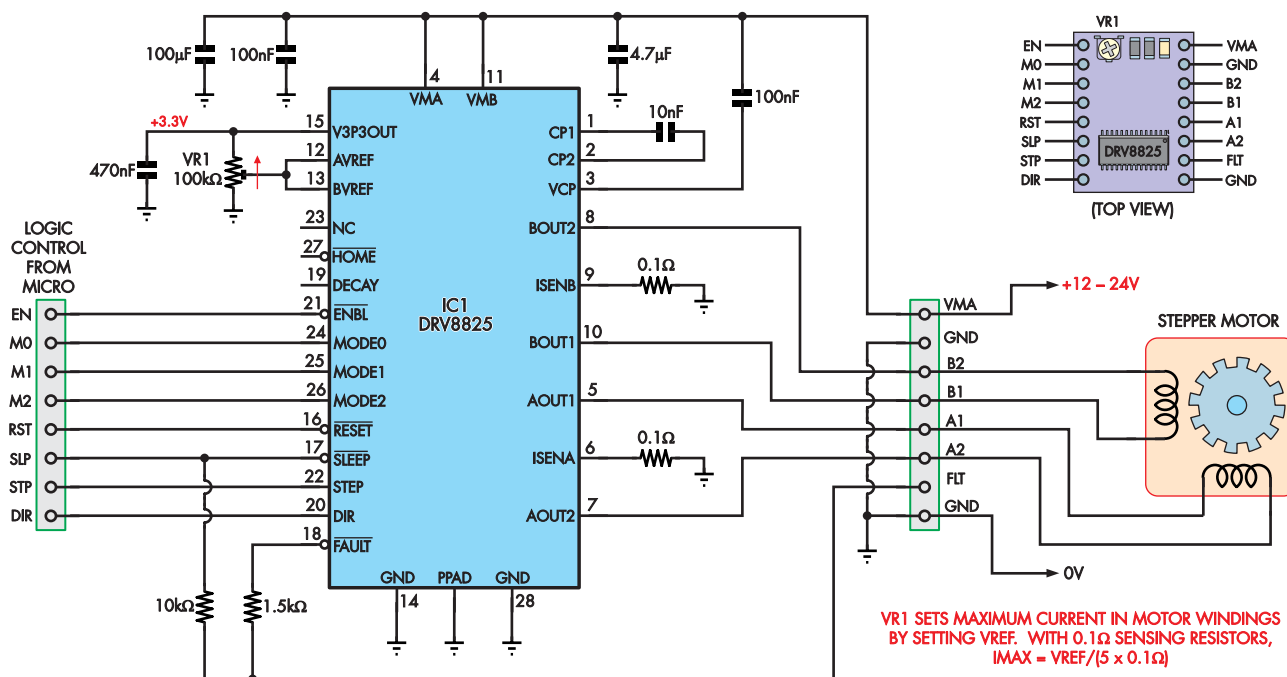 100µF
100nF
4
VMA
11
VMB
4.7µF
100nF
10nF
+3.3V
470nF
VR1
100kΩ
15
V3P3OUT
12
AVREF
13
BVREF
23
NC
27
HOME
19
DECAY
21
ENBL
24
MODE0
25
MODE1
26
MODE2
16
RESET
17
SLEEP
22
STEP
20
DIR
18
FAULT
IC1
DRV8825
1
CP1
2
CP2
3
VCP
8
BOUT2
9
ISENB
0.1Ω
10
BOUT1
5
AOUT1
6
ISENA
0.1Ω
7
AOUT2
GND
14
PPAD
GND
28
10kΩ
1.5kΩ
LOGIC
CONTROL
FROM
MICRO
EN
M0
M1
M2
RST
SLP
STP
DIR
VMA
GND
B2
B1
A1
A2
FLT
GND
+12 – 24V
0V
STEPPER MOTOR
VR1
EN
M0
M1
M2
RST
SLP
STP
DIR
DRV8825
VMA
GND
B2
B1
A1
A2
FLT
GND
(TOP VIEW)
VR1 SETS MAXIMUM CURRENT IN MOTOR WINDINGS
BY SETTING VREF. WITH 0.1Ω SENSING RESISTORS,
IMAX = VREF/(5 x 0.1Ω)